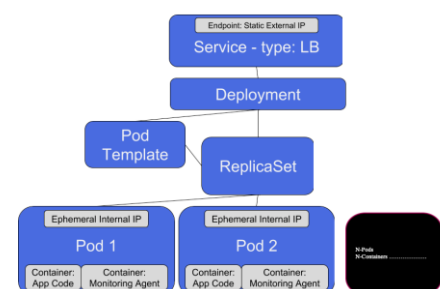 Endpoint: Static External IP
Service - type: LB
Deployment
Pod
Template
ReplicaSet
Ephemeral Internal IP
Pod 1
Container:
App Code
Container:
Monitoring Agent
Ephemeral Internal IP
Pod 2
Container:
App Code
Container:
Monitoring Agent
N-Pods
N-Containers .....................